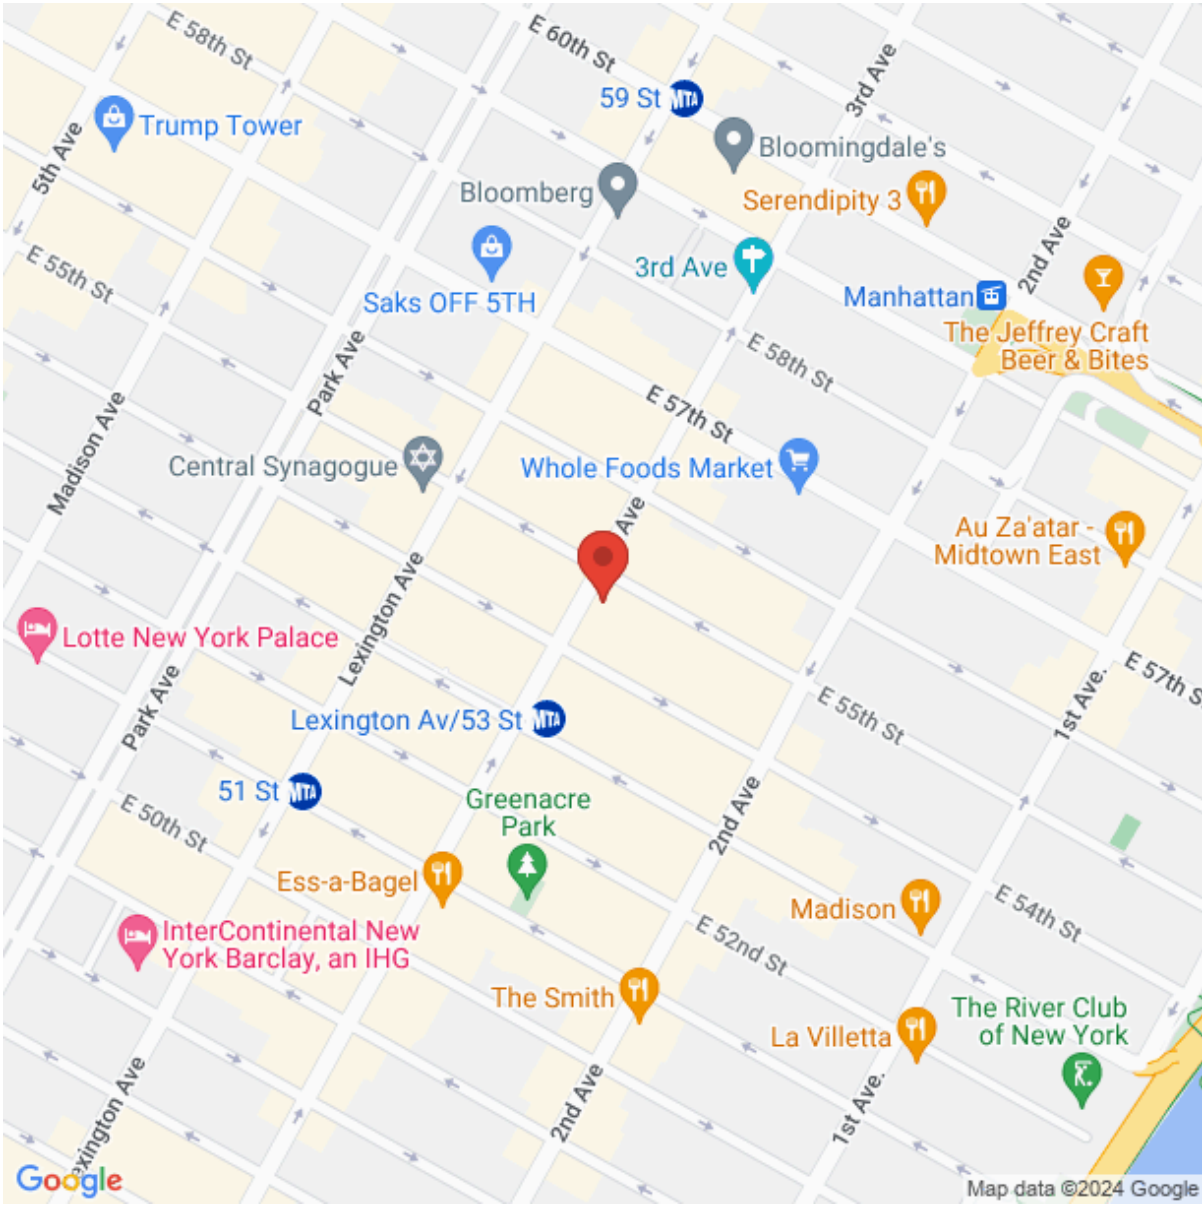 E 58th St
E 60th St
3rd Ave
59 St
MTA
Trump Tower
Bloomingdale's
5th Ave
Bloomberg
Serendipity 3
2nd Ave
E 55th St
3rd Ave
Saks OFF 5TH
Manhattan
The Jeffrey Craft
Beer & Bites
Park Ave
E 58th St
E 57th St
Madison Ave
Central Synagogue
Whole Foods Market
Ave
Au Za'atar -
Midtown East
Lexington Ave
Lotte New York Palace
E 57th S
Park Ave
1st Ave.
E 55th St
Lexington Av/53 St
MTA
51 St
MTA
E 50th St
Greenacre
Park
2nd Ave
Ess-a-Bagel
Madison
E 54th St
InterContinental New
York Barclay, an IHG
E 52nd St
The Smith
The River Club
of New York
La Villetta
2nd Ave
1st Ave.
exington Ave
Google
Map data ©2024 Google